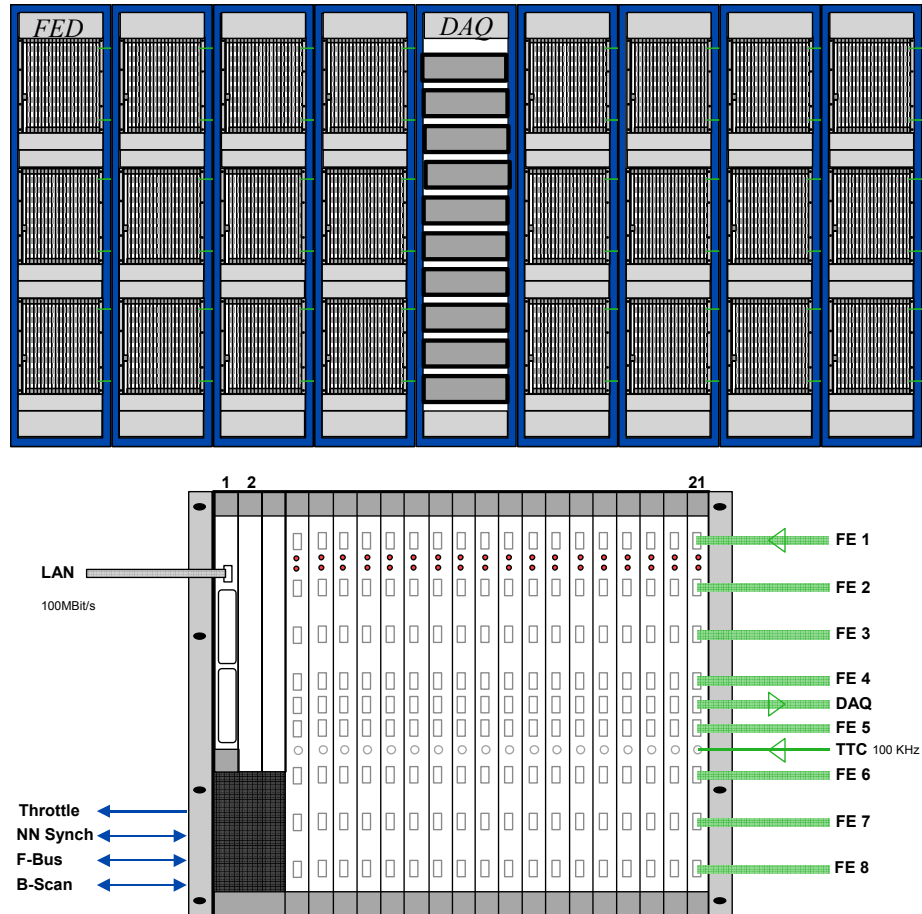 FED
DAQ
1 2 21
FE 1
LAN
FE 2
100MBit/s
FE 3
FE 4
DAQ
FE 5
TTC 100 KHz
FE 6
Throttle
FE 7
NN Synch
F-Bus
FE 8
B-Scan